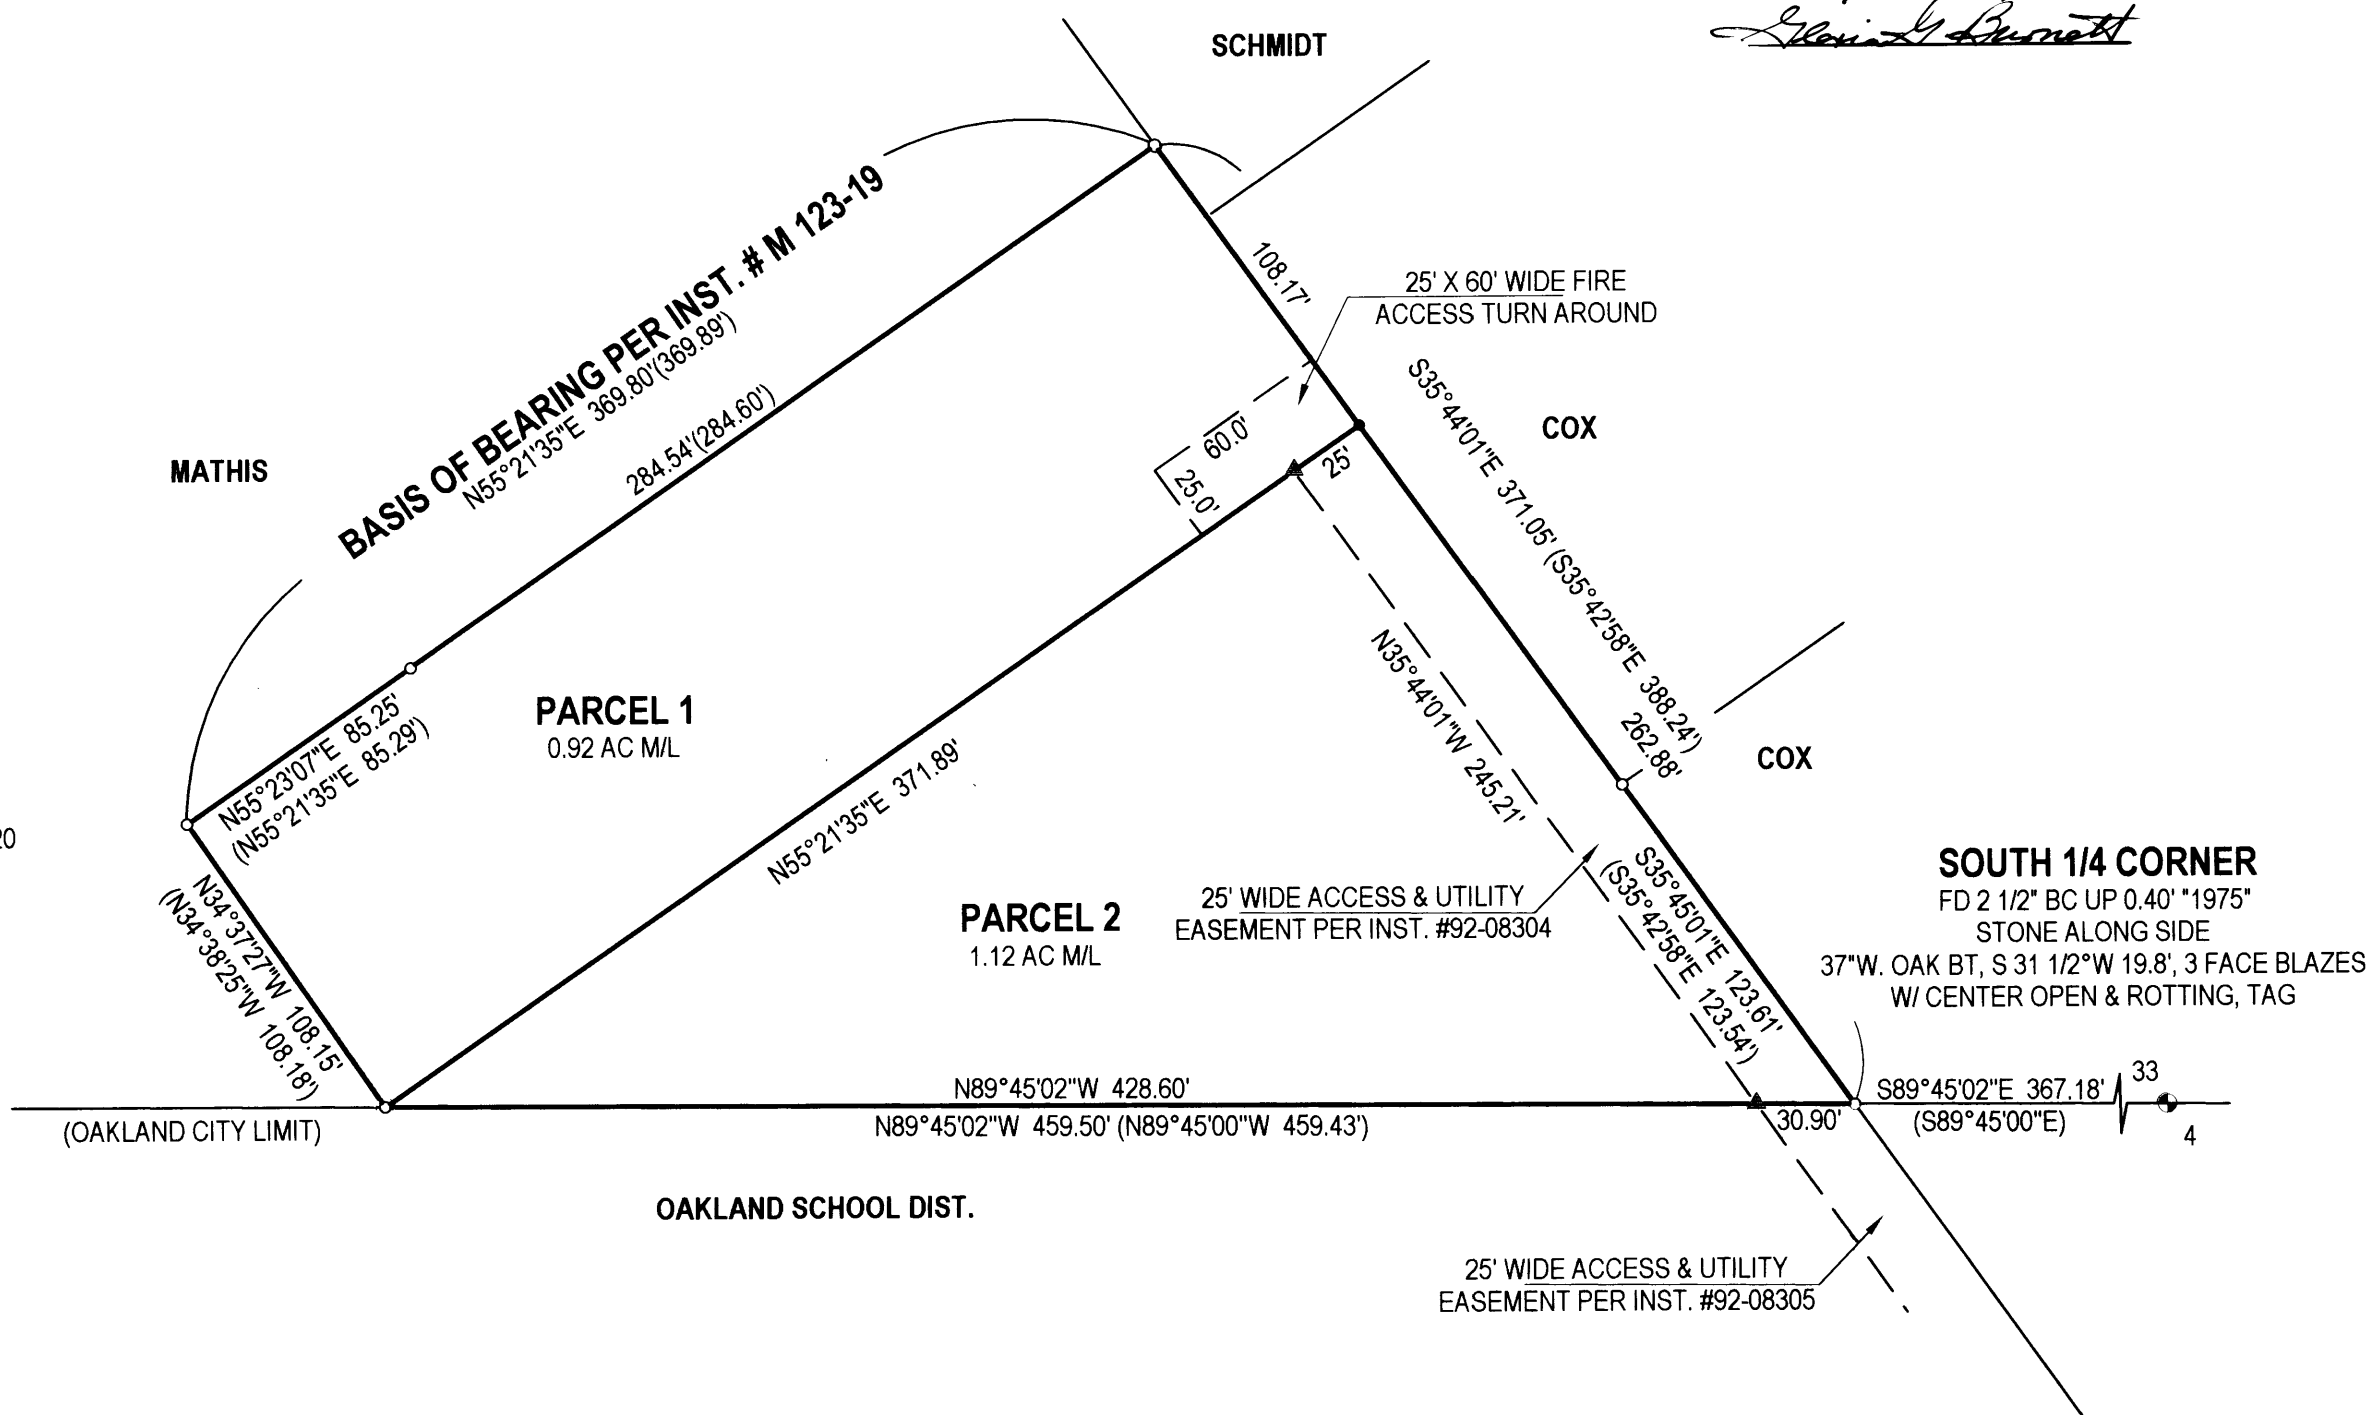 SCHMIDT
Gloria G Burnett
BASIS OF BEARING PER INST. # M 123-19
N55°21'35"E 369.80'(369.89')
284.54'(284.60')
108.17'
25' X 60' WIDE FIRE
ACCESS TURN AROUND
MATHIS
60.0'
25.0'
25'
S35°44'01"E 371.05' (S35°42'58"E 388.24')
262.88'
COX
COX
PARCEL 1
0.92 AC M/L
N55°23'07"E 85.25'
(N55°21'35"E 85.29')
N55°21'35"E 371.89'
N35°44'01"W 245.21'
20
N34°37'27"W 108.15'
(N34°38'25"W 108.18')
PARCEL 2
1.12 AC M/L
25' WIDE ACCESS & UTILITY
EASEMENT PER INST. #92-08304
S35°45'01"E 123.61'
(S35°42'58"E 123.54')
SOUTH 1/4 CORNER
FD 2 1/2" BC UP 0.40' "1975"
STONE ALONG SIDE
37"W. OAK BT, S 31 1/2°W 19.8', 3 FACE BLAZES
W/ CENTER OPEN & ROTTING, TAG
N89°45'02"W 428.60'
S89°45'02"E 367.18'
33
(OAKLAND CITY LIMIT)
N89°45'02"W 459.50' (N89°45'00"W 459.43')
30.90'
(S89°45'00"E)
4
OAKLAND SCHOOL DIST.
25' WIDE ACCESS & UTILITY
EASEMENT PER INST. #92-08305